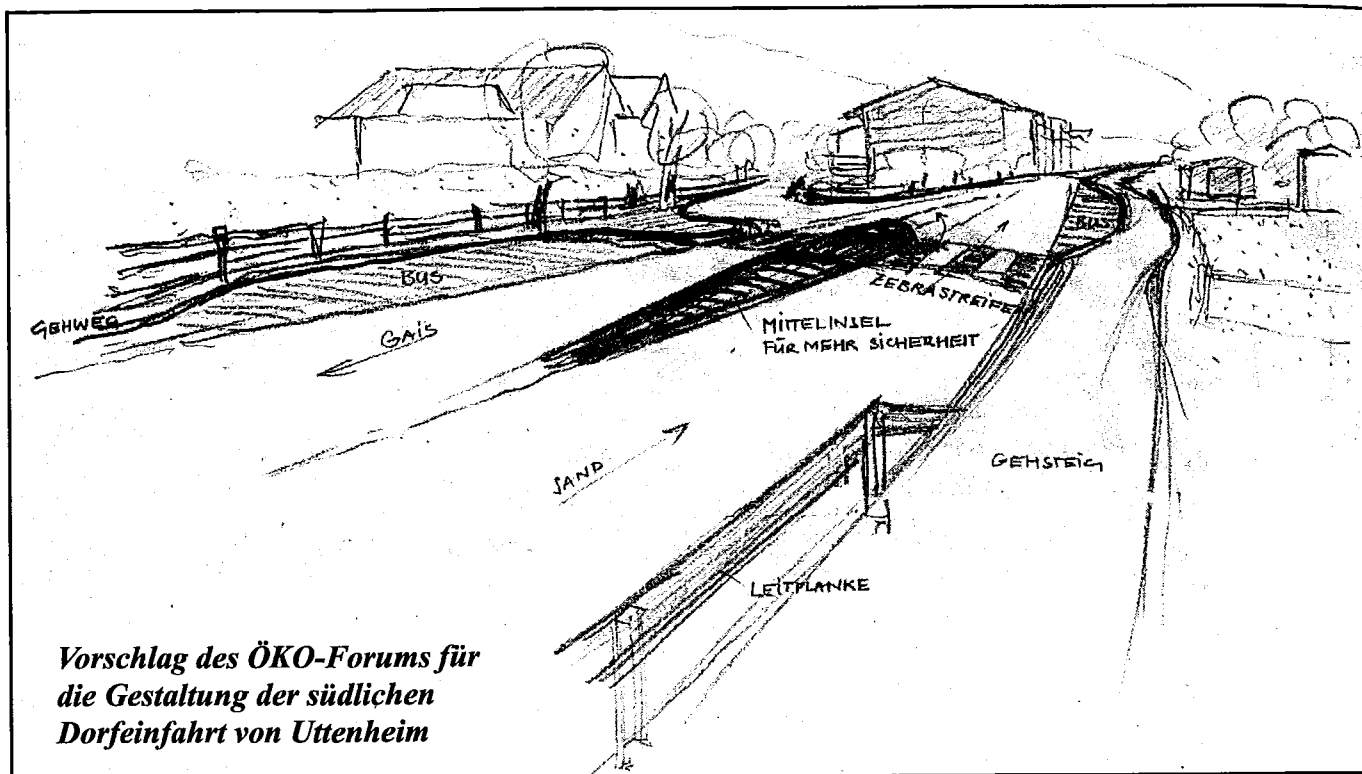 BUS
BUS
GEHWEG
ZEBRASTREIFEN
GAIS
MITTELINSEL
FÜR MEHR SICHERHEIT
SAND
GEHSTEIG
LEITPLANKE
Vorschlag des ÖKO-Forums für
die Gestaltung der südlichen
Dorfeinfahrt von Uttenheim